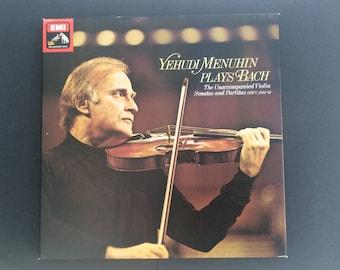 EMI
YEHUDI MENUHIN
PLAYS BACH
The Unaccompanied Violin
Sonatas and Partitas